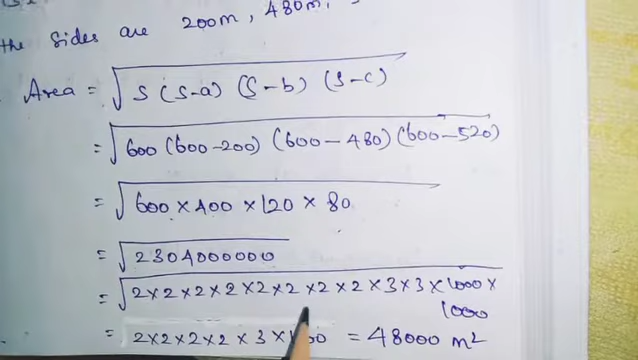 the sides are 200m, 480m,
Area = √S (S-a) (S-b) (S-c)
= √600 (600-200) (600-480) (600-520)
= √600 × 400 × 120 × 80
= √2304000000
= √2×2×2×2×2×2×2×2×3×3×1000×
1000
= 2×2×2×2×3× = 48000 m²